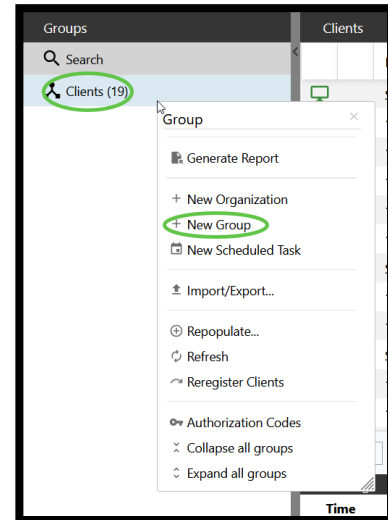 Groups
Clients
Search
Clients (19)
Group
Generate Report
New Organization
New Group
New Scheduled Task
Import/Export...
Repopulate...
Refresh
Reregister Clients
Authorization Codes
Collapse all groups
Expand all groups
Time